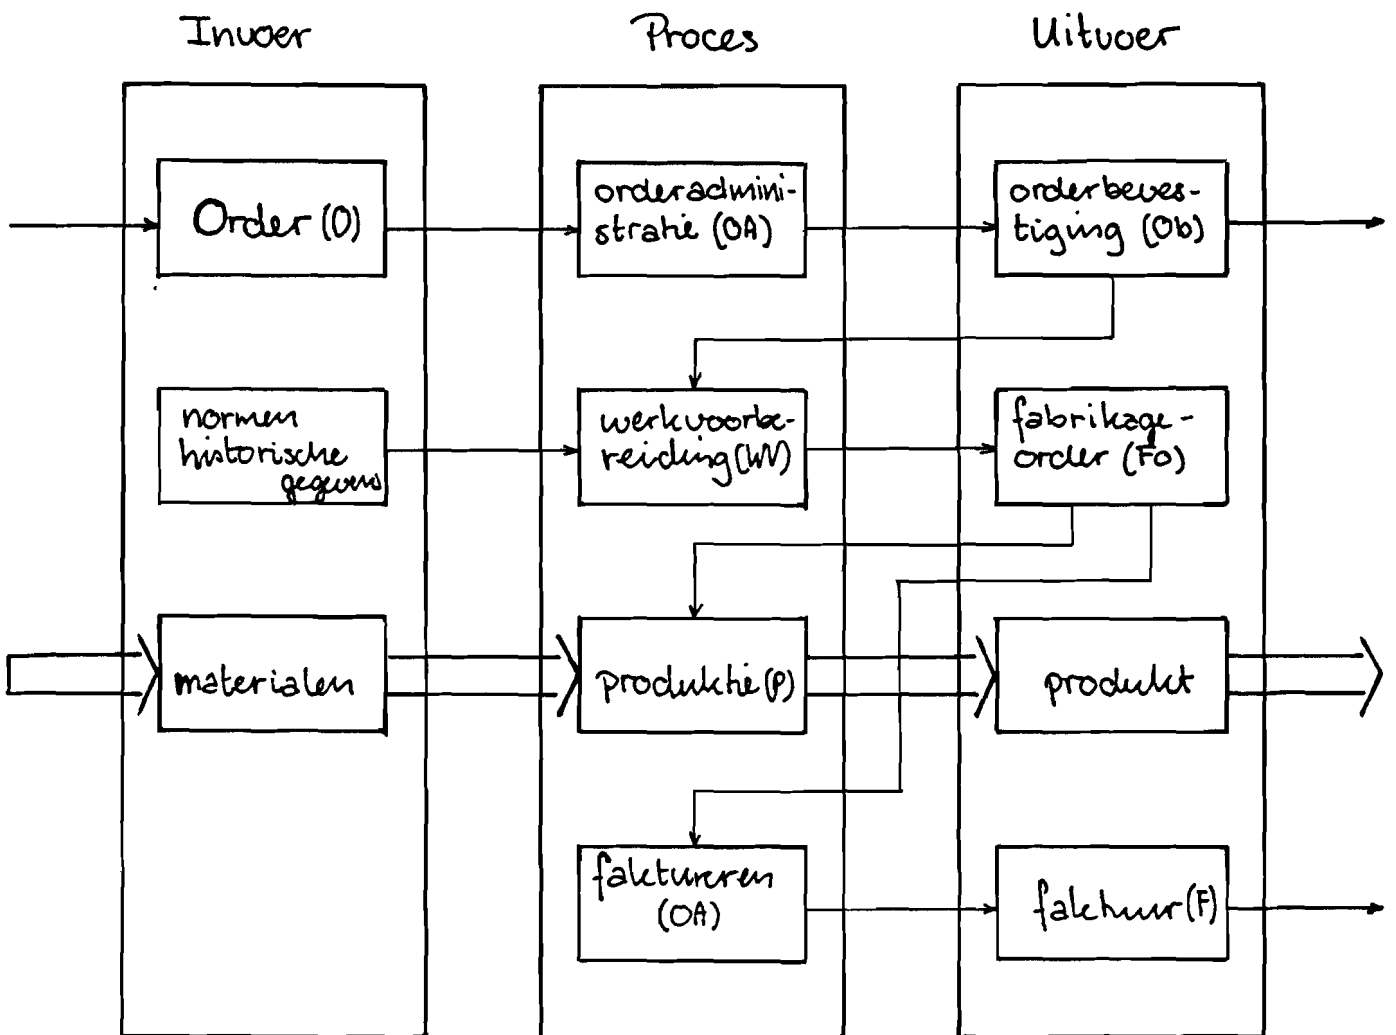 Invoer
Proces
Uitvoer
Order (O)
orderadmini-
stratie (OA)
orderbeves-
tiging (Ob)
normen
historische
gegevens
werkvoorbe-
reiding (WV)
fabrikage-
order (Fo)
materialen
produktie (P)
produkt
faktureren
(OA)
faktuur (F)